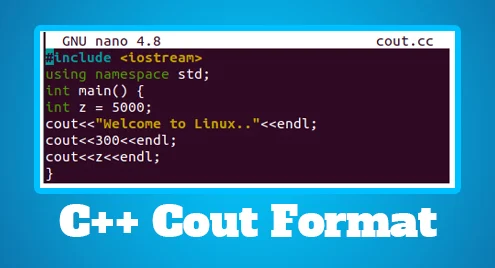 GNU nano 4.8 cout.cc
#include <iostream>
using namespace std;
int main() {
int z = 5000;
cout<<"Welcome to Linux.."<<endl;
cout<<300<<endl;
cout<<z<<endl;
}
C++ Cout Format